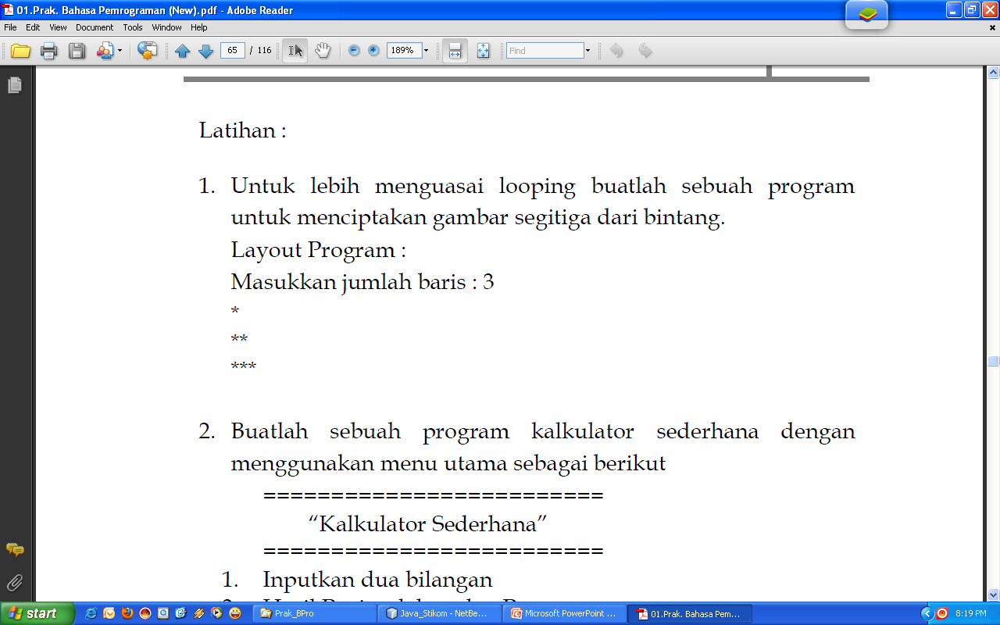 01.Prak. Bahasa Pemrograman (New).pdf - Adobe Reader
File Edit View Document Tools Window Help
65 / 116 189% Find
Latihan :
1. Untuk lebih menguasai looping buatlah sebuah program
untuk menciptakan gambar segitiga dari bintang.
Layout Program :
Masukkan jumlah baris : 3
*
**
***
2. Buatlah sebuah program kalkulator sederhana dengan
menggunakan menu utama sebagai berikut
=========================
“Kalkulator Sederhana”
=========================
1. Inputkan dua bilangan
start Prak_BPro Java_Stikom - NetBe... Microsoft PowerPoint ... 01.Prak. Bahasa Pem... 8:19 PM